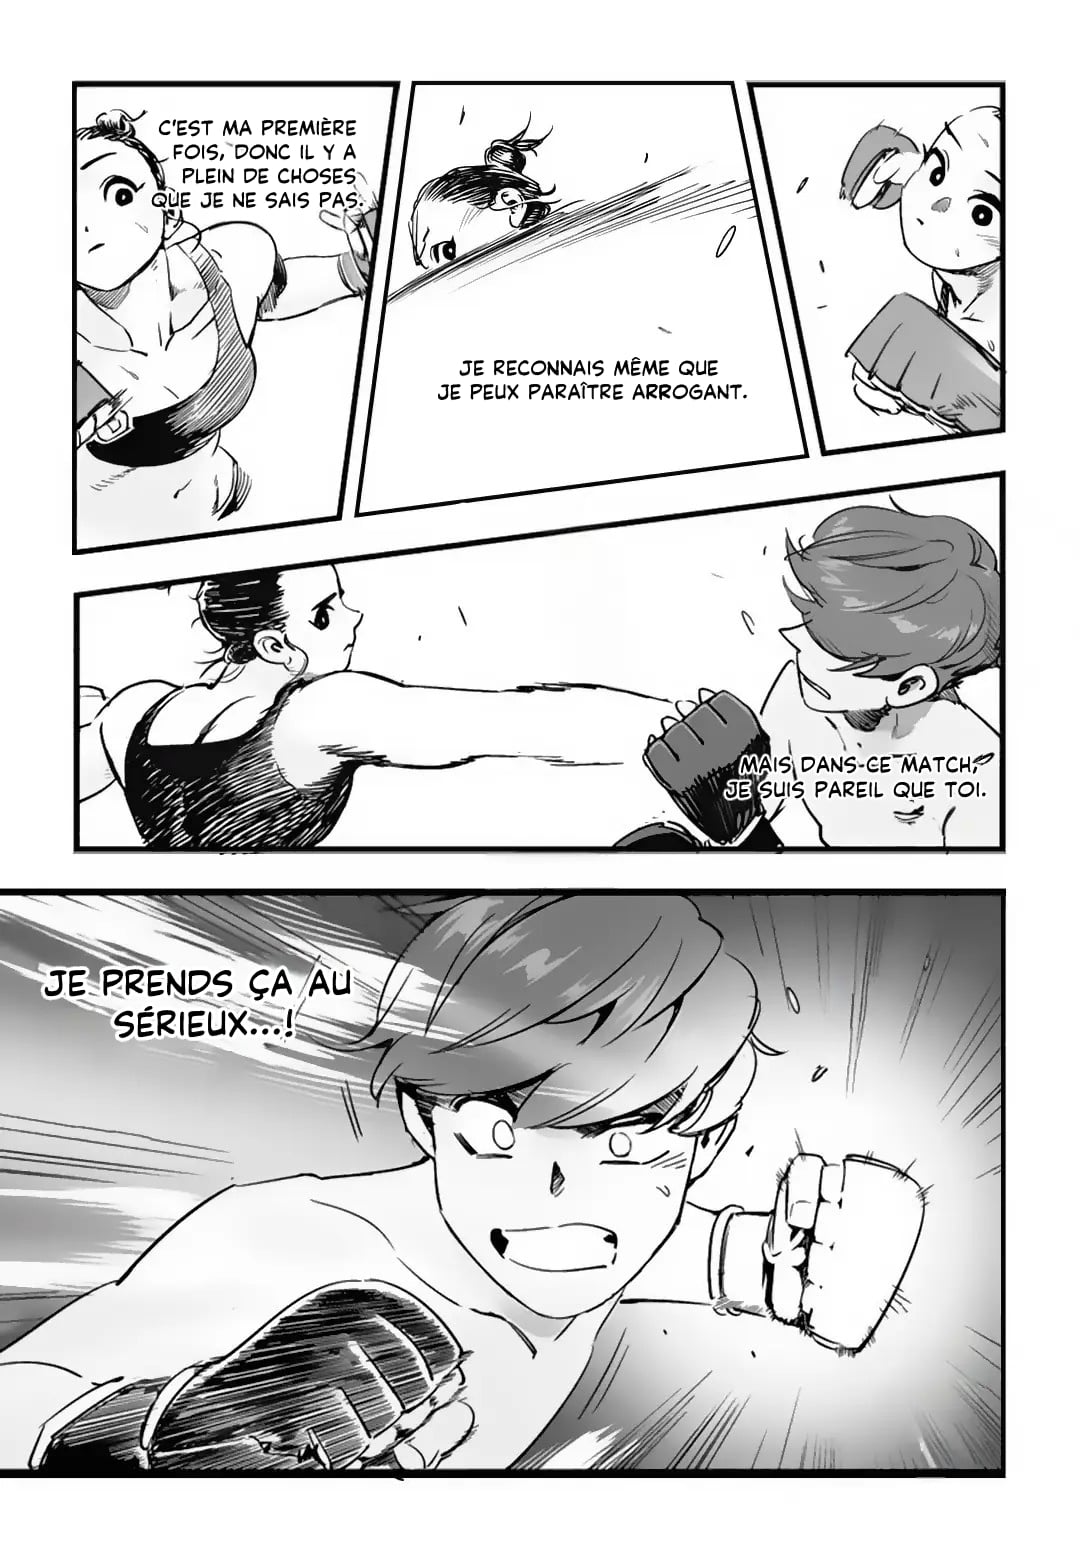 C'EST MA PREMIÈRE
FOIS, DONC IL Y A
PLEIN DE CHOSES
QUE JE NE SAIS PAS.
JE RECONNAIS MÊME QUE
JE PEUX PARAÎTRE ARROGANT.
MAIS DANS CE MATCH,
JE SUIS PAREIL QUE TOI.
JE PRENDS ÇA AU
SÉRIEUX...!